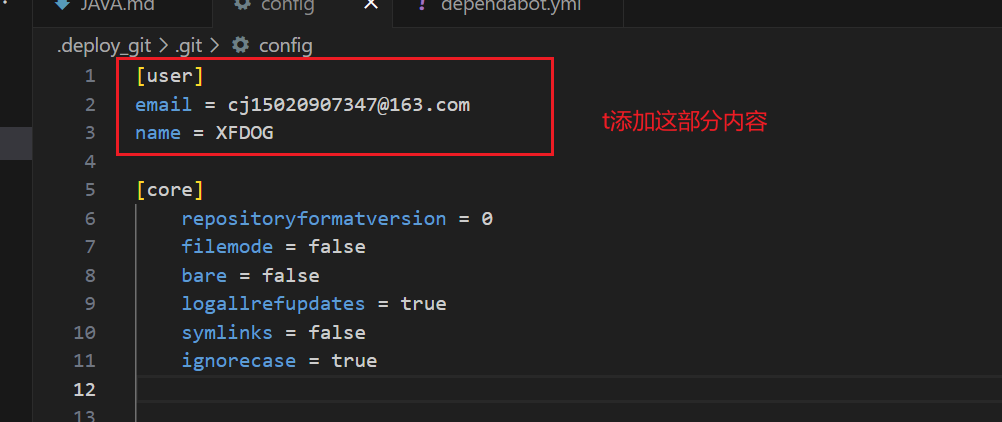 JAVA.md config × ! dependabot.yml
.deploy_git > .git > config
1 [user]
2 email = cj15020907347@163.com
3 name = XFDOG
4
5 [core]
6 repositoryformatversion = 0
7 filemode = false
8 bare = false
9 logallrefupdates = true
10 symlinks = false
11 ignorecase = true
12
13
t添加这部分内容